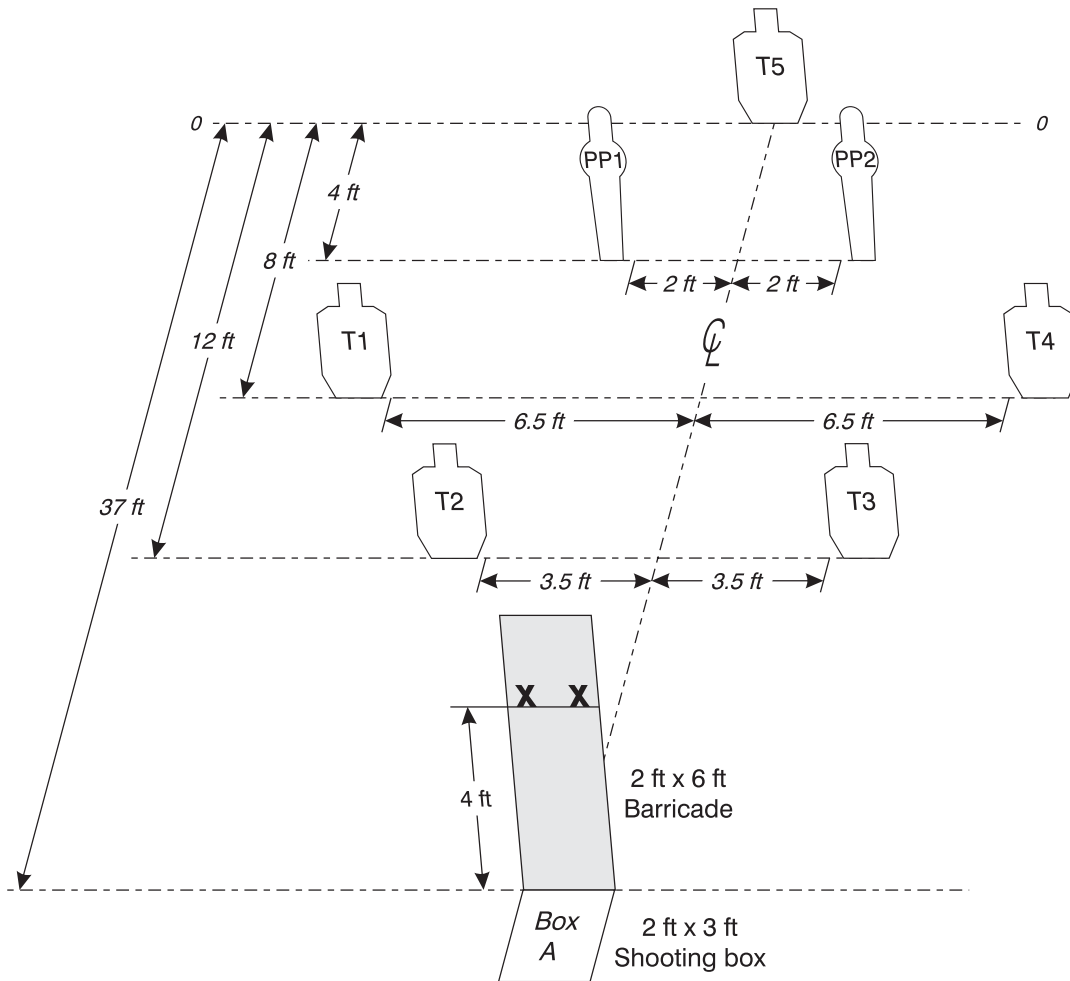 T5
0
0
PP1
PP2
4 ft
8 ft
2 ft
2 ft
12 ft
T1
℄
T4
6.5 ft
6.5 ft
37 ft
T2
T3
3.5 ft
3.5 ft
X X
4 ft
2 ft x 6 ft
Barricade
Box
A
2 ft x 3 ft
Shooting box